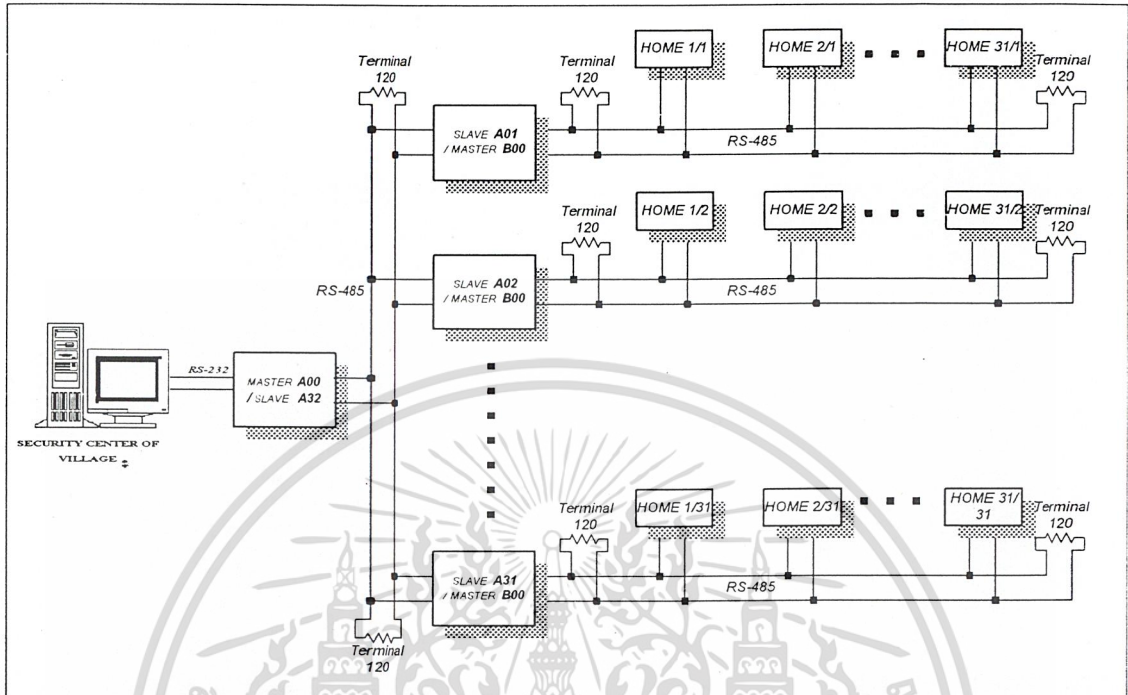 Terminal
120
Terminal
120
HOME 1/1
HOME 2/1
HOME 31/1
Terminal
120
SLAVE A01
/ MASTER B00
RS-485
Terminal
120
HOME 1/2
HOME 2/2
HOME 31/2
Terminal
120
RS-485
SLAVE A02
/ MASTER B00
RS-485
RS-232
MASTER A00
/ SLAVE A32
SECURITY CENTER OF
VILLAGE
Terminal
120
HOME 1/31
HOME 2/31
HOME 31/
31
Terminal
120
SLAVE A31
/ MASTER B00
RS-485
Terminal
120